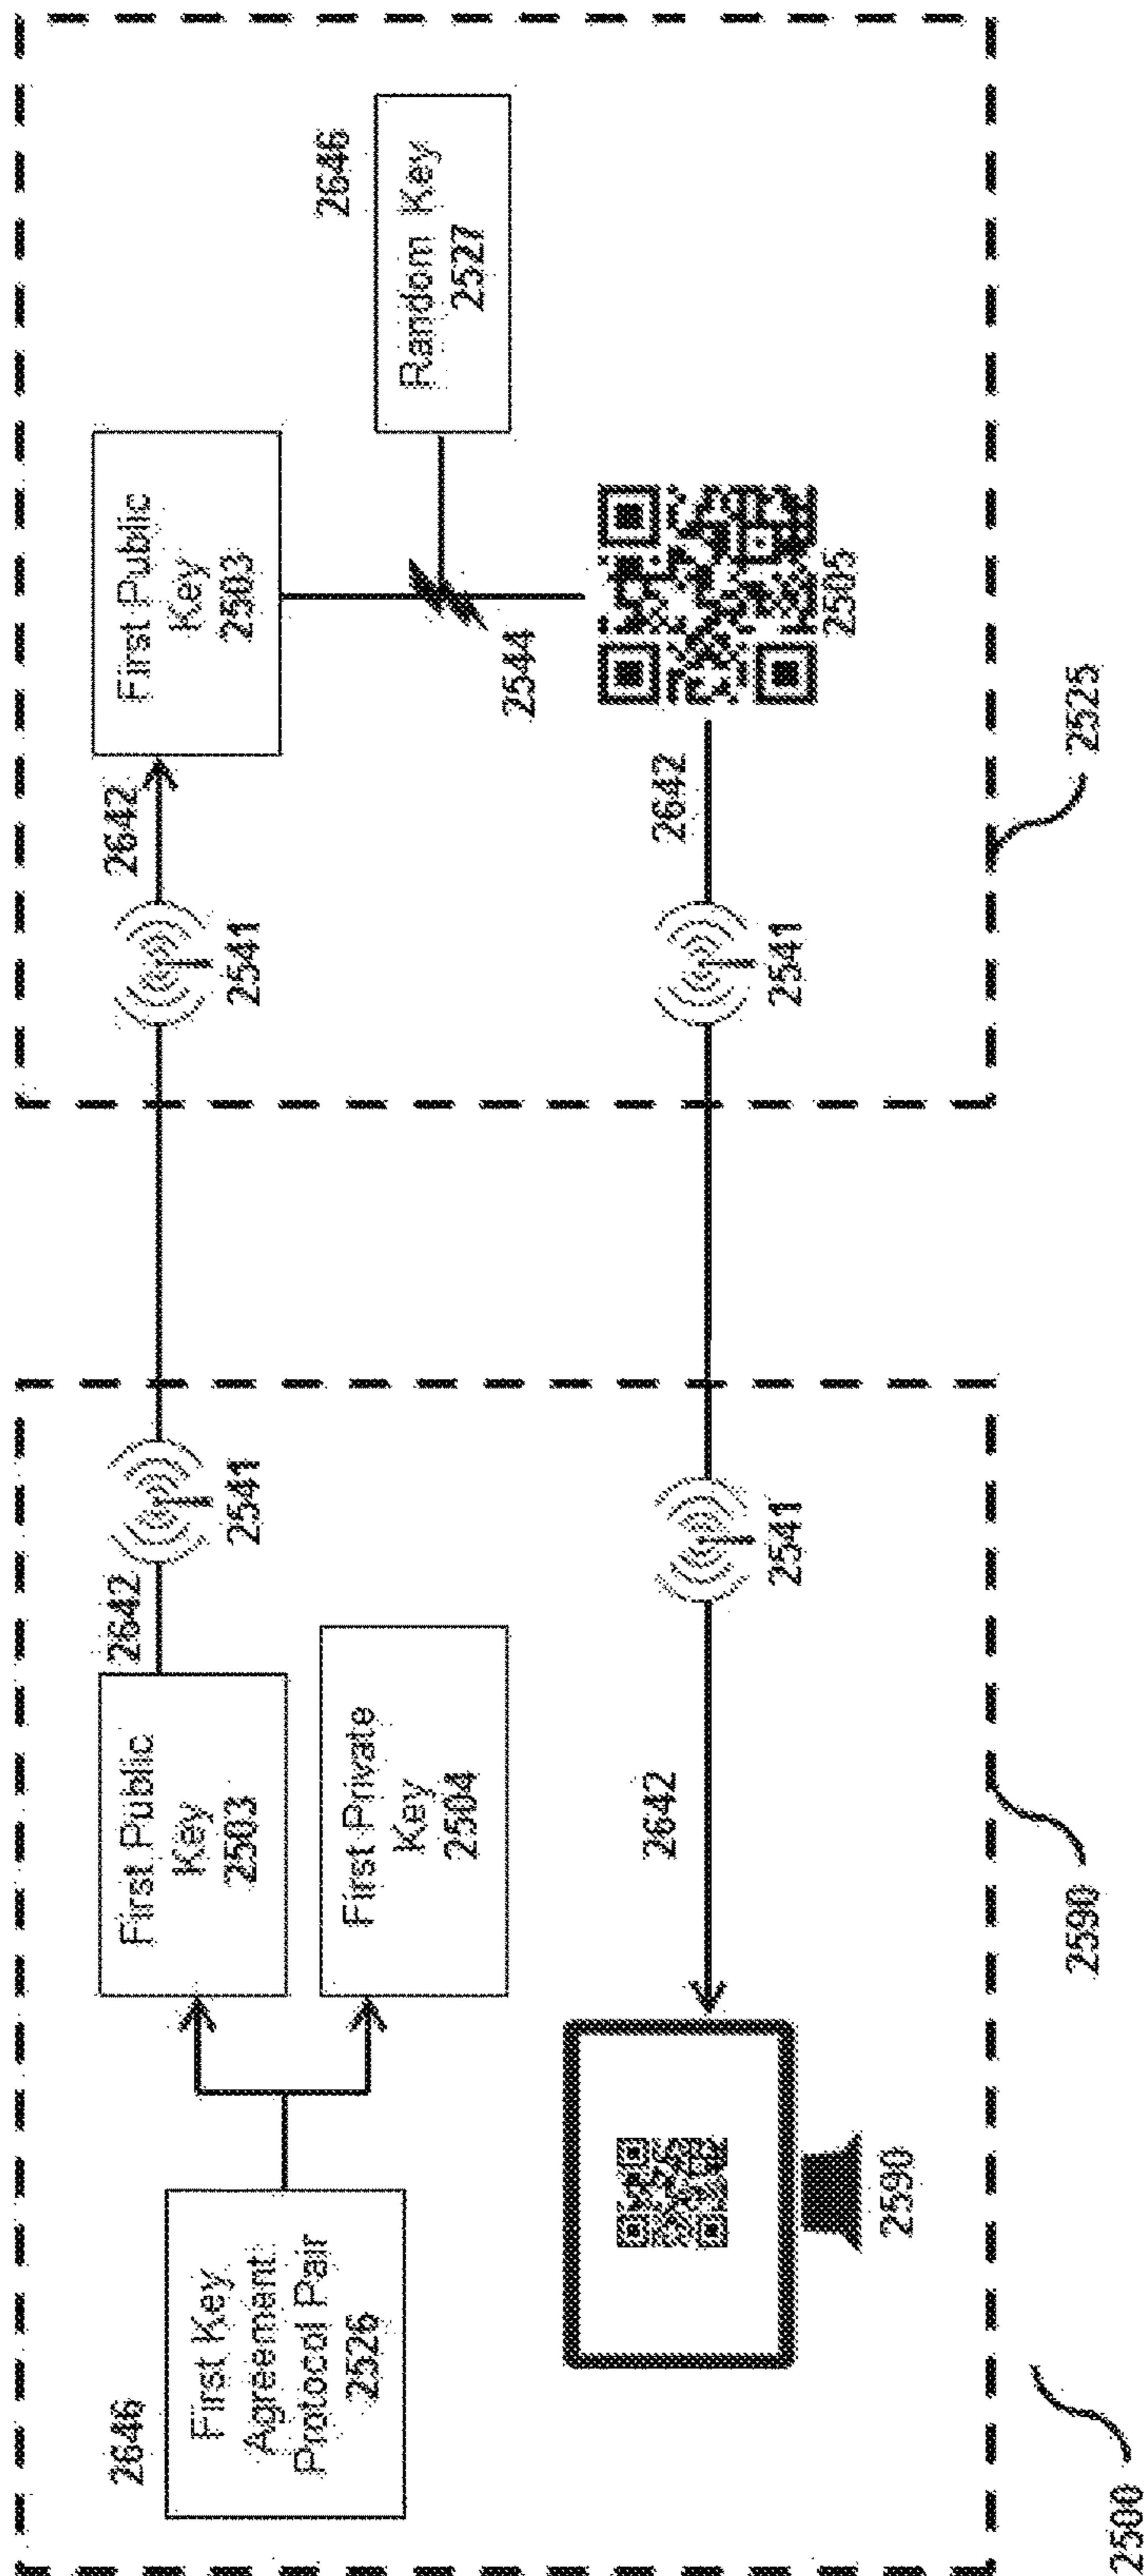 2646
First Key
Agreement
Protocal Pair
2526
First Public
Key
2503
2642
2541
First Private
Key
2504
2541
2642
First Public
Key
2503
2646
Random Key
2527
2544
2642
2541
2541
2642
2505
2590
2590
2525
2500